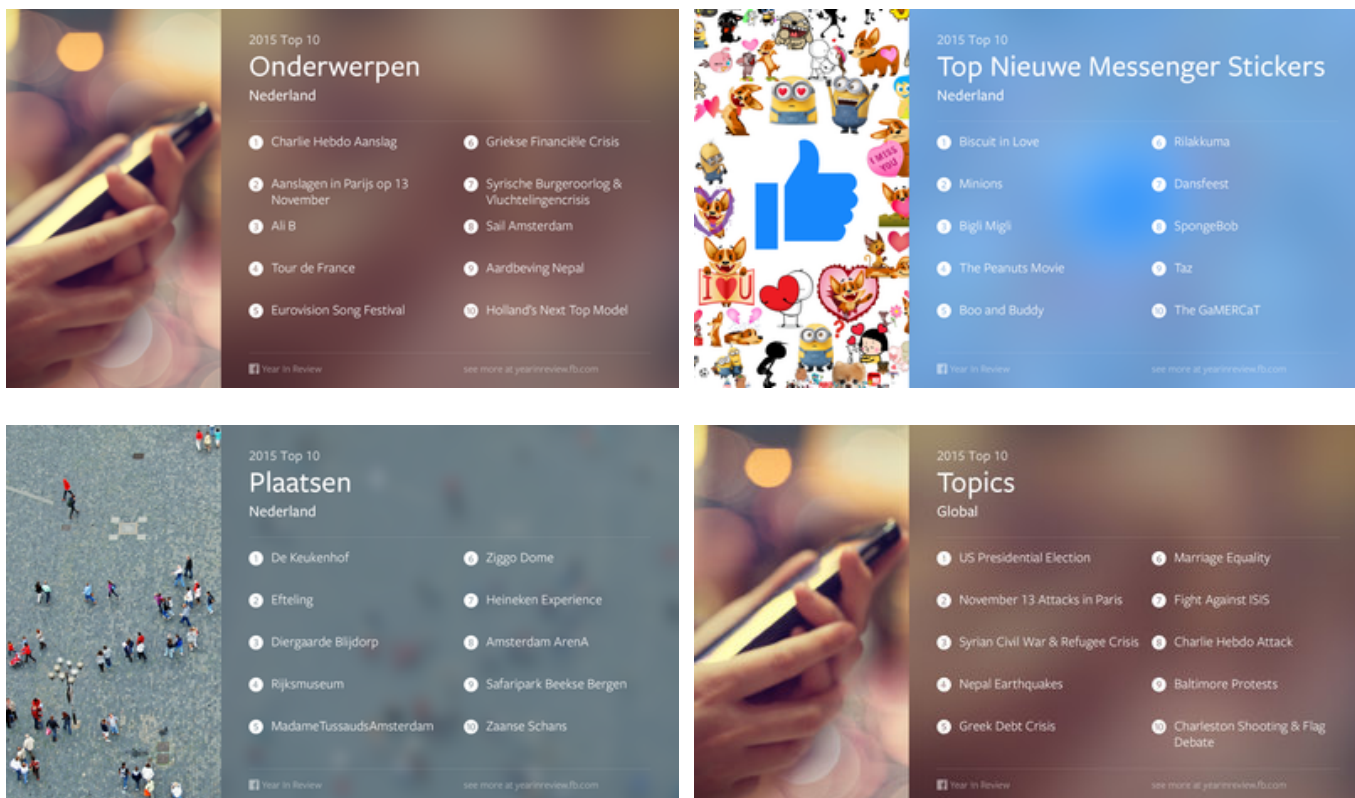 2015 Top 10
Onderwerpen
Nederland
1 Charlie Hebdo Aanslag
2 Aanslagen in Parijs op 13
November
3 Ali B
4 Tour de France
5 Eurovision Song Festival
6 Griekse Financiële Crisis
7 Syrische Burgeroorlog &
Vluchtelingencrisis
8 Sail Amsterdam
9 Aardbeving Nepal
10 Holland's Next Top Model
Year In Review
see more at yearinreview.fb.com
2015 Top 10
Top Nieuwe Messenger Stickers
Nederland
1 Biscuit in Love
2 Minions
3 Bigli Migli
4 The Peanuts Movie
5 Boo and Buddy
6 Rilakkuma
7 Dansfeest
8 SpongeBob
9 Taz
10 The GaMERCaT
I MISS
YOU
I U
Year In Review
see more at yearinreview.fb.com
2015 Top 10
Plaatsen
Nederland
1 De Keukenhof
2 Efteling
3 Diergaarde Blijdorp
4 Rijksmuseum
5 MadameTussaudsAmsterdam
6 Ziggo Dome
7 Heineken Experience
8 Amsterdam ArenA
9 Safaripark Beekse Bergen
10 Zaanse Schans
Year In Review
see more at yearinreview.fb.com
2015 Top 10
Topics
Global
1 US Presidential Election
2 November 13 Attacks in Paris
3 Syrian Civil War & Refugee Crisis
4 Nepal Earthquakes
5 Greek Debt Crisis
6 Marriage Equality
7 Fight Against ISIS
8 Charlie Hebdo Attack
9 Baltimore Protests
10 Charleston Shooting & Flag
Debate
Year In Review
see more at yearinreview.fb.com